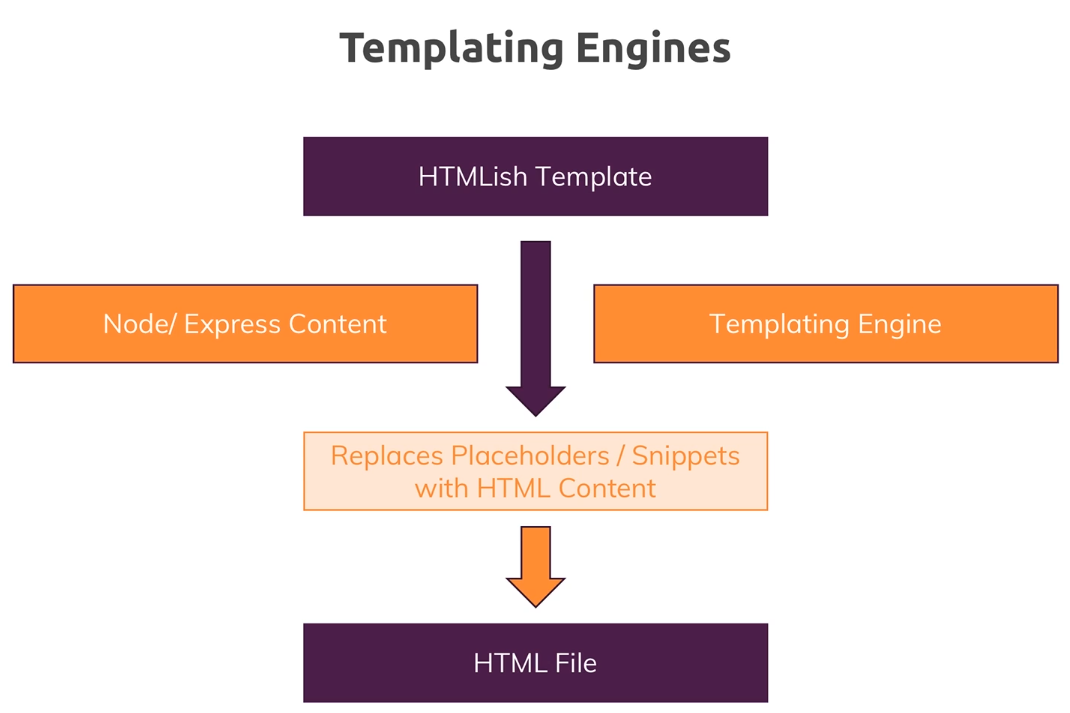 Templating Engines
HTMLish Template
Node/ Express Content
Templating Engine
Replaces Placeholders / Snippets
with HTML Content
HTML File